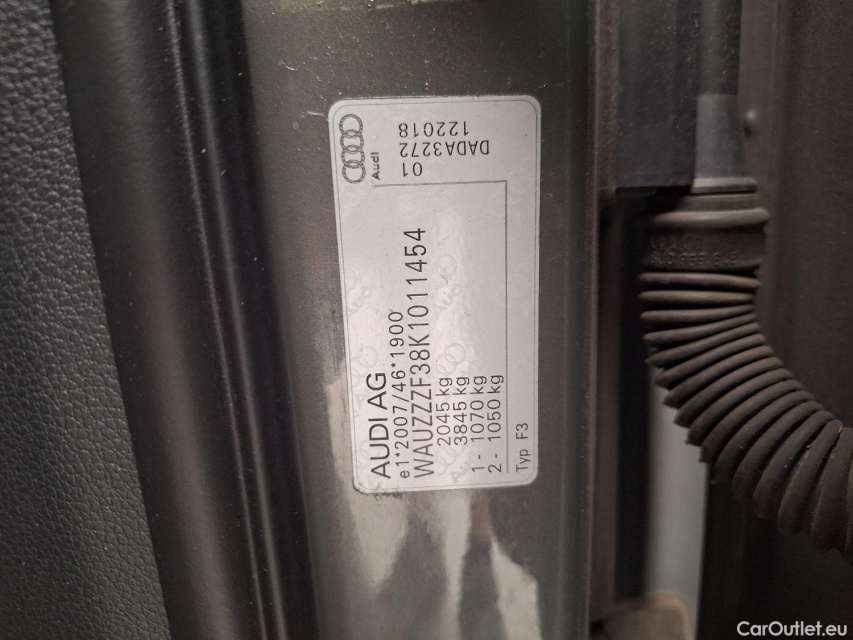 AUDI AG
e1*2007/46*1900
WAUZZZF38K1011454
2045 kg
3845 kg
1 - 1070 kg
2 - 1050 kg
Typ F3
Audi
01
DADA3272
122018
CarOutlet.eu